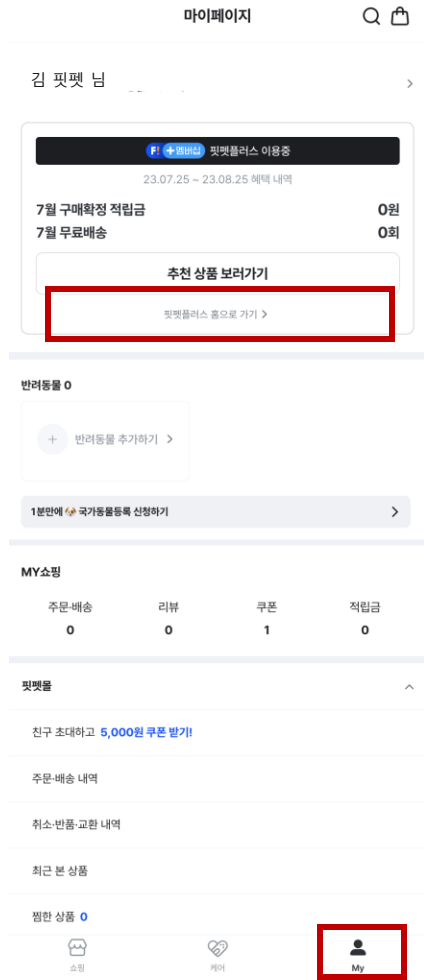 마이페이지
김 핏펫 님
F! +멤버십 핏펫플러스 이용중
23.07.25 ~ 23.08.25 혜택 내역
7월 구매확정 적립금 0원
7월 무료배송 0회
추천 상품 보러가기
핏펫플러스 홈으로 가기 >
반려동물 0
+ 반려동물 추가하기 >
1분만에 국가동물등록 신청하기 >
MY쇼핑
주문·배송 리뷰 쿠폰 적립금
0 0 1 0
핏펫몰
친구 초대하고 5,000원 쿠폰 받기!
주문·배송 내역
취소·반품·교환 내역
최근 본 상품
찜한 상품 0
쇼핑 케어 My